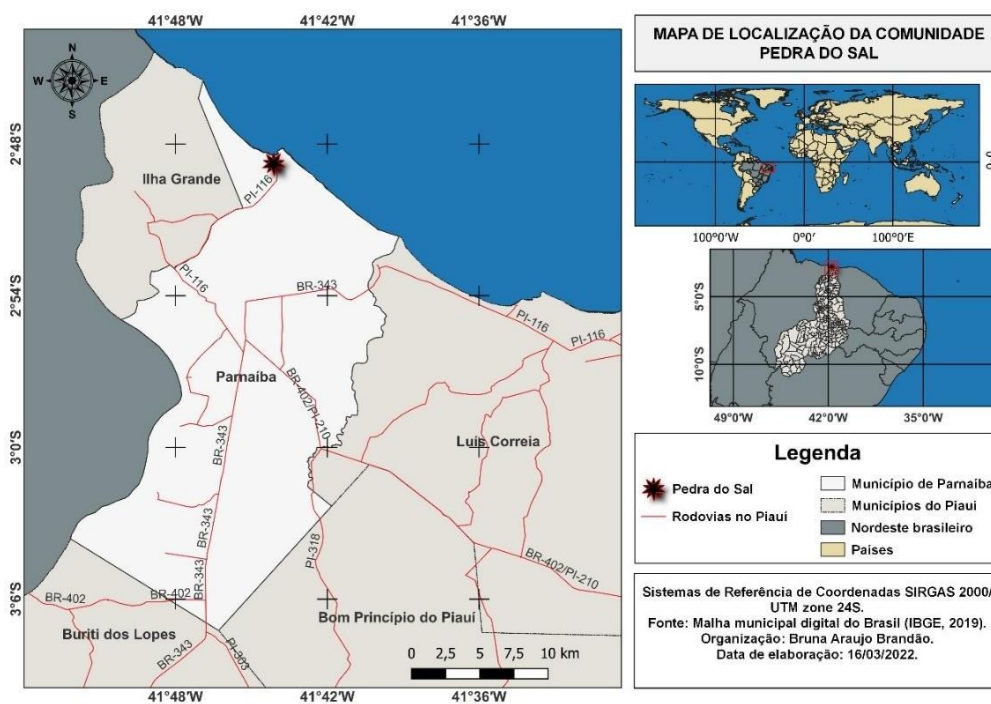 MAPA DE LOCALIZAÇÃO DA COMUNIDADE
PEDRA DO SAL
41°48'W
41°42'W
41°36'W
N
W
E
S
2°48'S
2°54'S
3°0'S
3°6'S
Ilha Grande
PI-116
PI-116
BR-343
PI-116
PI-116
Parnaíba
BR-402/PI-210
BR-343
Luis Correia
BR-343
PI-318
BR-402/PI-210
BR-343
BR-402
BR-402
Buriti dos Lopes
BR-343
PI-303
Bom Princípio do Piauí
0
2,5
5
7,5
10 km
41°48'W
41°42'W
41°36'W
0°0
100°0'W
0°0'
100°0'E
5°0'S
10°0'S
49°0'W
42°0'W
35°0'W
Legenda
Pedra do Sal
Rodovias no Piauí
Município de Parnaíba
Municípios do Piauí
Nordeste brasileiro
Países
Sistemas de Referência de Coordenadas SIRGAS 2000/
UTM zone 24S.
Fonte: Malha municipal digital do Brasil (IBGE, 2019).
Organização: Bruna Araujo Brandão.
Data de elaboração: 16/03/2022.